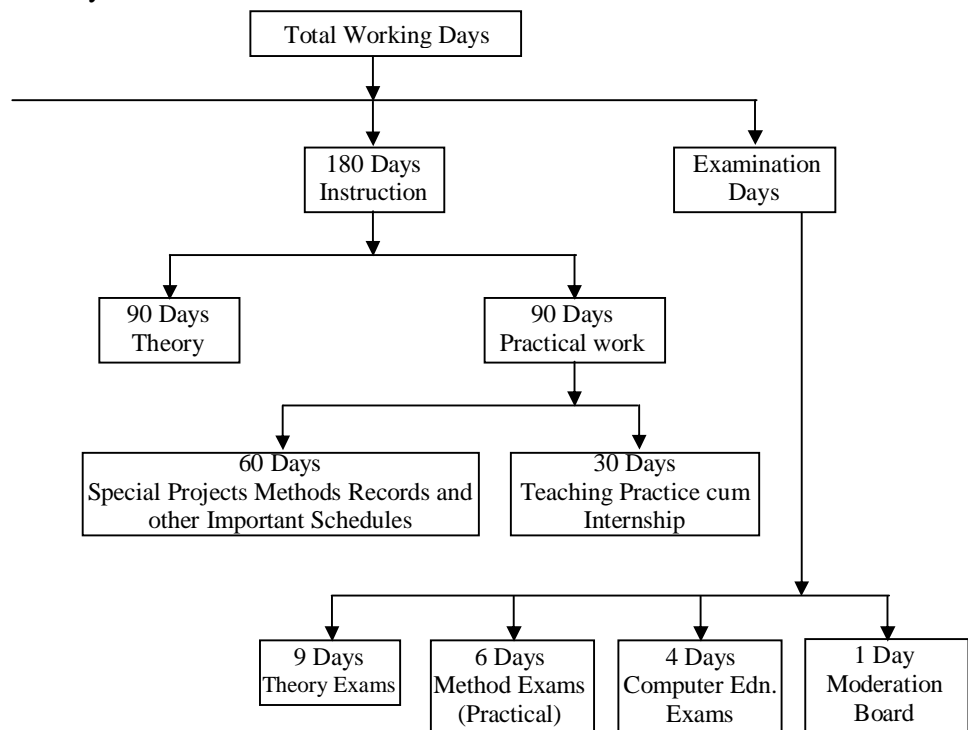 Total Working Days
180 Days
Instruction
Examination
Days
90 Days
Theory
90 Days
Practical work
60 Days
Special Projects Methods Records and
other Important Schedules
30 Days
Teaching Practice cum
Internship
9 Days
Theory Exams
6 Days
Method Exams
(Practical)
4 Days
Computer Edn.
Exams
1 Day
Moderation
Board